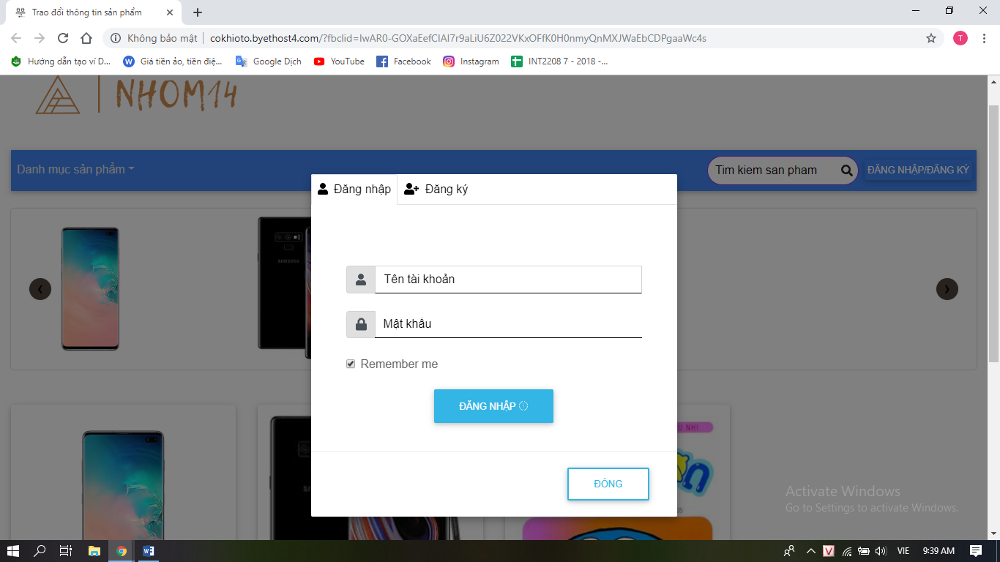 Trao đổi thông tin sản phẩm
Không bảo mật | cokhioto.byethost4.com/?fbclid=IwAR0-GOXaEefCIAI7r9aLiU6Z022VKxOFfK0H0nmyQnMXJWaEbCDPgaaWc4s
T
Hướng dẫn tạo ví D... Giá tiền ảo, tiền điệ... Google Dịch YouTube Facebook Instagram INT2208 7 - 2018 -...
NHOM14
Danh mục sản phẩm Tim kiem san pham ĐĂNG NHẬP/ĐĂNG KÝ
Đăng nhập Đăng ký
Tên tài khoản
Mật khẩu
Remember me
ĐĂNG NHẬP
ĐÓNG
Activate Windows
Go to Settings to activate Windows.
VIE 9:39 AM